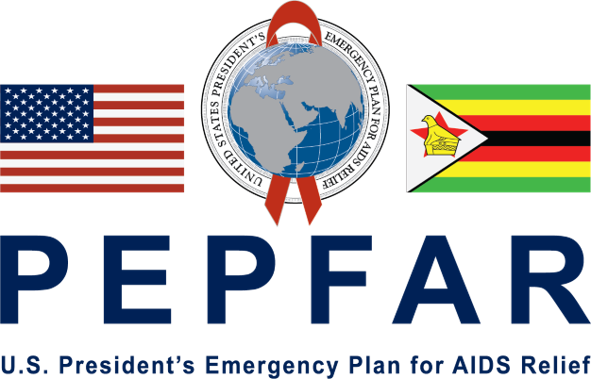 UNITED STATES PRESIDENT'S EMERGENCY PLAN FOR AIDS RELIEF
PEPFAR
U.S. President's Emergency Plan for AIDS Relief